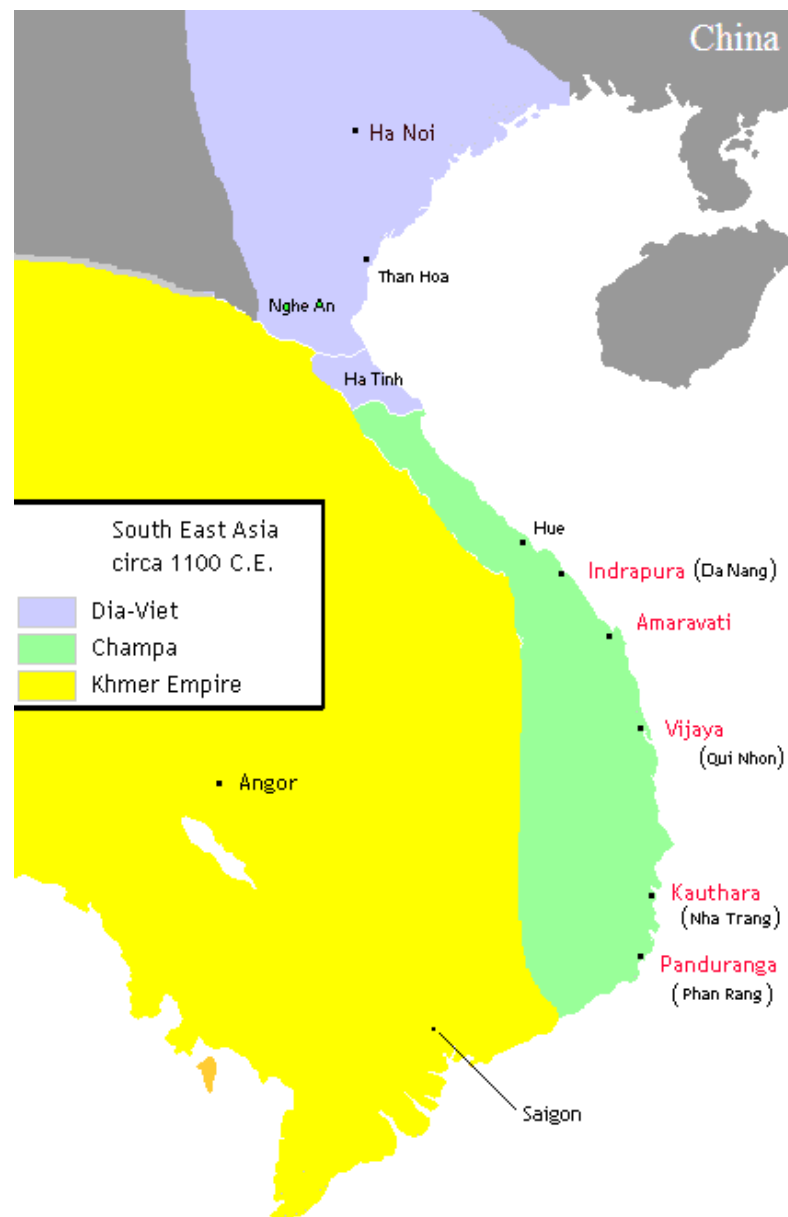 China
Ha Noi
Than Hoa
Nghe An
Ha Tinh
Hue
South East Asia
circa 1100 C.E.
Indrapura (Da Nang)
Dia-Viet
Amaravati
Champa
Khmer Empire
Vijaya
(Qui Nhon)
Angor
Kauthara
(Nha Trang)
Panduranga
(Phan Rang)
Saigon